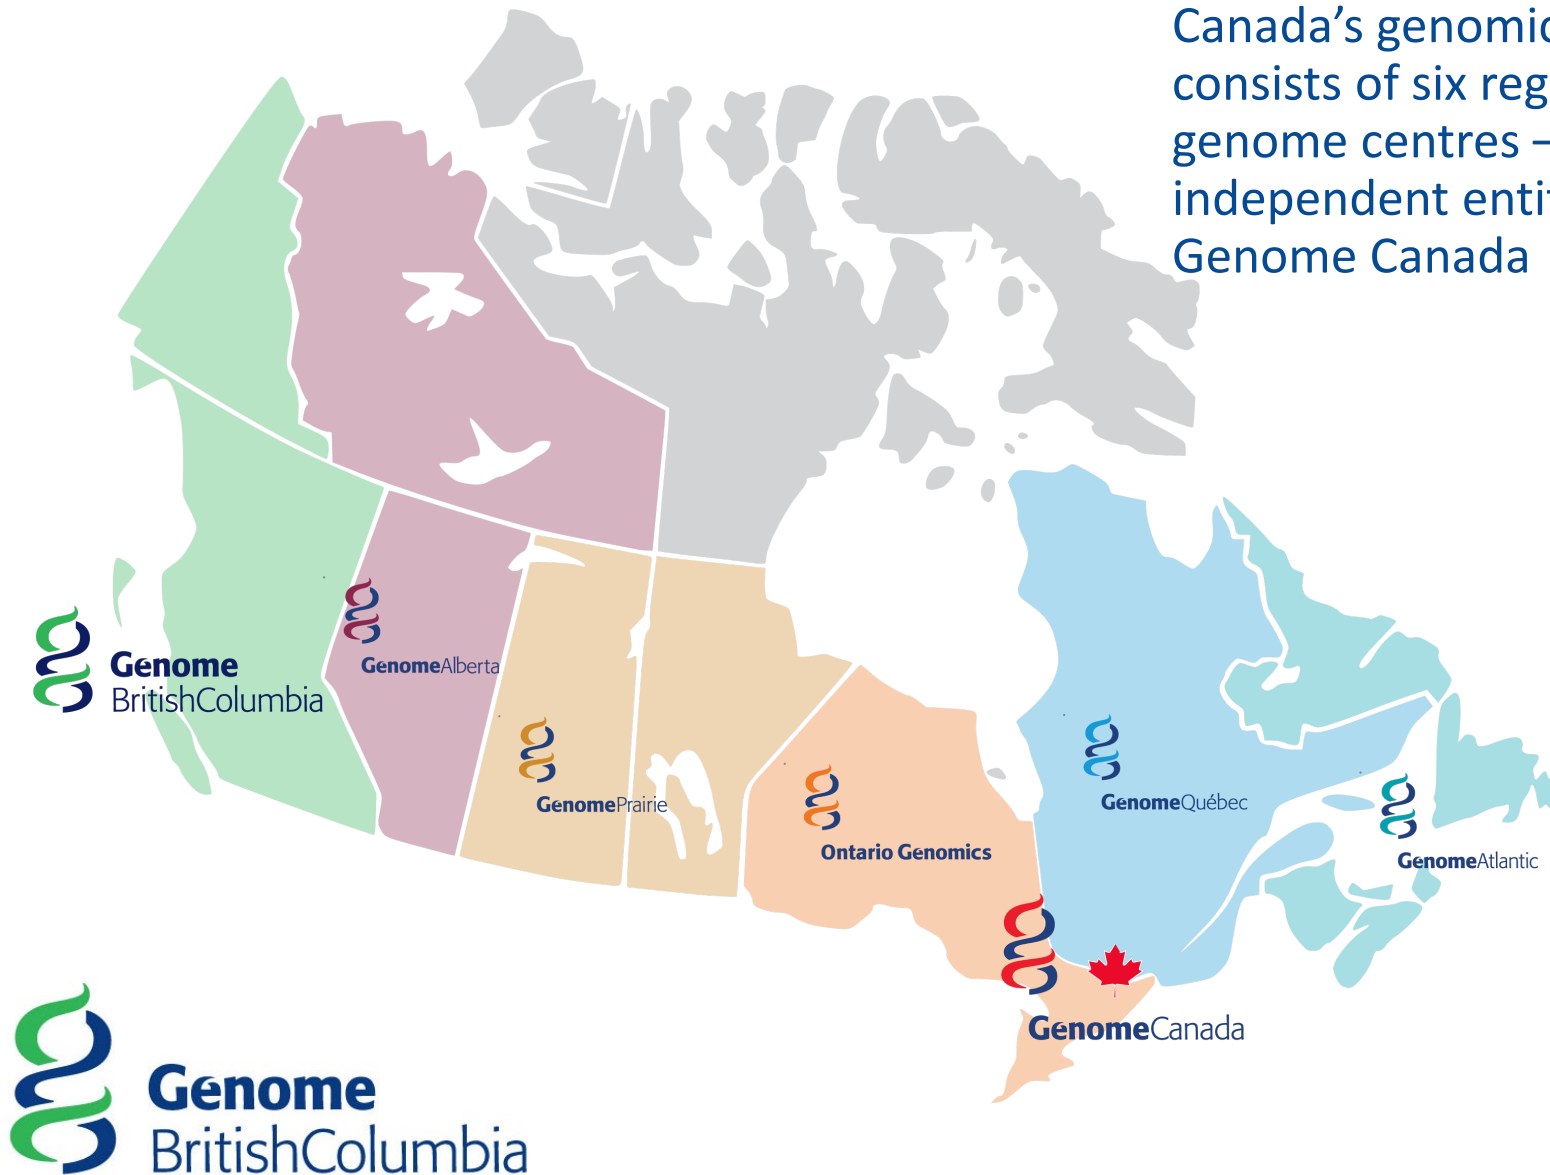 Canada’s genomic
consists of six reg
genome centres –
independent entit
Genome Canada
Genome
BritishColumbia
GenomeAlberta
GenomePrairie
Ontario Genomics
GenomeQuébec
GenomeAtlantic
GenomeCanada
Genome
BritishColumbia